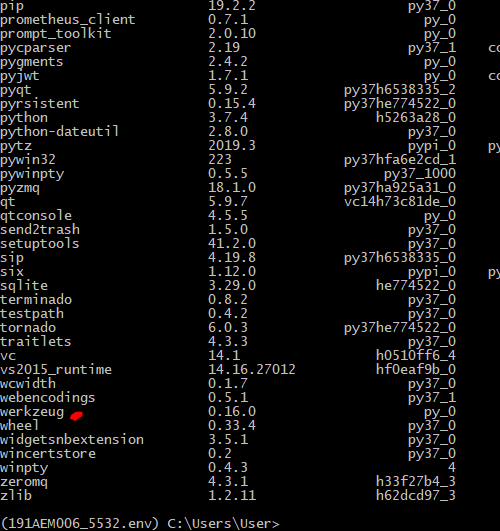 pip 19.2.2 py37_0
prometheus_client 0.7.1 py_0
prompt_toolkit 2.0.10 py_0
pycparser 2.19 py37_1 co
pygments 2.4.2 py_0
pyjwt 1.7.1 py_0 co
pyqt 5.9.2 py37h6538335_2
pyrsistent 0.15.4 py37he774522_0
python 3.7.4 h5263a28_0
python-dateutil 2.8.0 py37_0
pytz 2019.3 pypi_0 py
pywin32 223 py37hfa6e2cd_1
pywinpty 0.5.5 py37_1000
pyzmq 18.1.0 py37ha925a31_0
qt 5.9.7 vc14h73c81de_0
qtconsole 4.5.5 py_0
send2trash 1.5.0 py37_0
setuptools 41.2.0 py37_0
sip 4.19.8 py37h6538335_0
six 1.12.0 pypi_0 py
sqlite 3.29.0 he774522_0
terminado 0.8.2 py37_0
testpath 0.4.2 py37_0
tornado 6.0.3 py37he774522_0
traitlets 4.3.3 py37_0
vc 14.1 h0510ff6_4
vs2015_runtime 14.16.27012 hf0eaf9b_0
wcwidth 0.1.7 py37_0
webencodings 0.5.1 py37_1
werkzeug 0.16.0 py_0
wheel 0.33.4 py37_0
widgetsnbextension 3.5.1 py37_0
wincertstore 0.2 py37_0
winpty 0.4.3 4
zeromq 4.3.1 h33f27b4_3
zlib 1.2.11 h62dcd97_3
(191AEM006_5532.env) C:\Users\User>